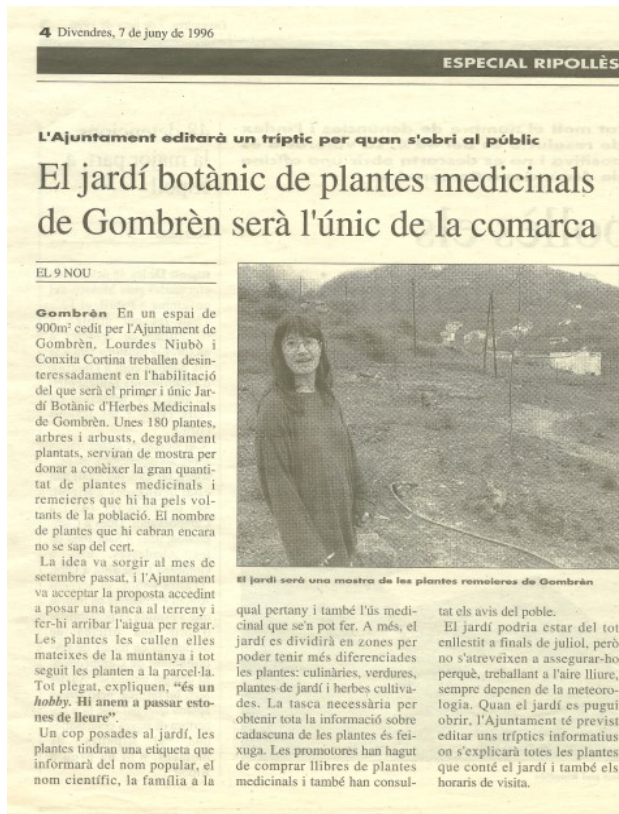 4 Divendres, 7 de juny de 1996
ESPECIAL RIPOLLÈS
L'Ajuntament editarà un tríptic per quan s'obri al públic
El jardí botànic de plantes medicinals
de Gombrèn serà l'únic de la comarca
EL 9 NOU
Gombrèn En un espai de
900m² cedit per l'Ajuntament de
Gombrèn, Lourdes Niubò i
Conxita Cortina treballen desin-
teressadament en l'habilitació
del que serà el primer i únic Jar-
dí Botànic d'Herbes Medicinals
de Gombrèn. Unes 180 plantes,
arbres i arbusts, degudament
plantats, serviran de mostra per
donar a conèixer la gran quanti-
tat de plantes medicinals i
remeieres que hi ha pels vol-
tants de la població. El nombre
de plantes que hi cabran encara
no se sap del cert.
La idea va sorgir al mes de
setembre passat, i l'Ajuntament
va acceptar la proposta accedint
a posar una tanca al terreny i
fer-hi arribar l'aigua per regar.
Les plantes les cullen elles
mateixes de la muntanya i tot
seguit les planten a la parcel·la.
Tot plegat, expliquen, “és un
hobby. Hi anem a passar esto-
nes de lleure”.
Un cop posades al jardí, les
plantes tindran una etiqueta que
informarà del nom popular, el
nom científic, la família a la
El jardí serà una mostra de les plantes remeieres de Gombrèn
qual pertany i també l'ús medi-
cinal que se'n pot fer. A més, el
jardí es dividirà en zones per
poder tenir més diferenciades
les plantes: culinàries, verdures,
plantes de jardí i herbes cultiva-
des. La tasca necessària per
obtenir tota la informació sobre
cadascuna de les plantes és fei-
xuga. Les promotores han hagut
de comprar llibres de plantes
medicinals i també han consul-
tat els avis del poble.
El jardí podria estar del tot
enllestit a finals de juliol, però
no s'atreveixen a assegurar-ho
perquè, treballant a l'aire lliure,
sempre depenen de la meteoro-
logia. Quan el jardí es pugui
obrir, l'Ajuntament té previst
editar uns tríptics informatius
on s'explicarà totes les plantes
que conté el jardí i també els
horaris de visita.